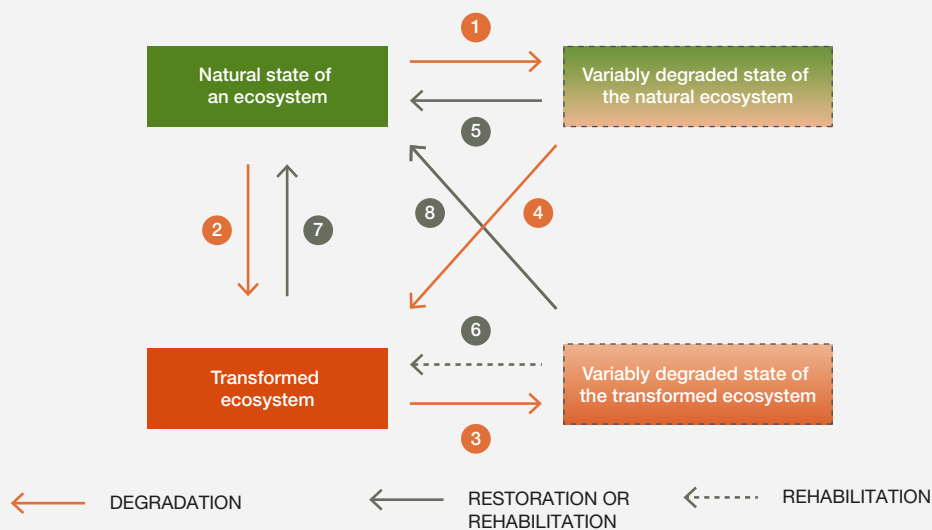 1
Natural state of
an ecosystem
Variably degraded state of
the natural ecosystem
5
2
7
8
4
6
Transformed
ecosystem
Variably degraded state of
the transformed ecosystem
3
DEGRADATION
RESTORATION OR
REHABILITATION
REHABILITATION